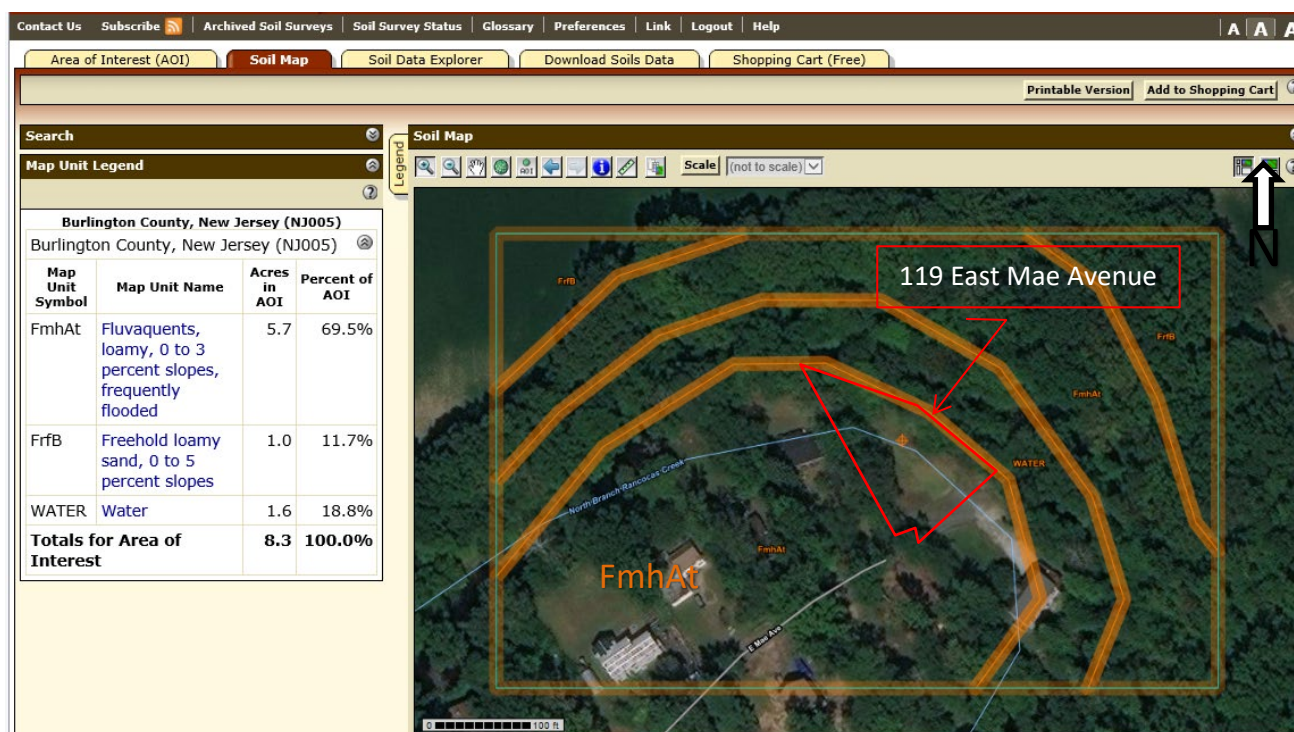 Contact Us Subscribe Archived Soil Surveys Soil Survey Status Glossary Preferences Link Logout Help A A A
Area of Interest (AOI) Soil Map Soil Data Explorer Download Soils Data Shopping Cart (Free)
Printable Version Add to Shopping Cart
Search
Map Unit Legend
Burlington County, New Jersey (NJ005)
Burlington County, New Jersey (NJ005)
Map Unit Symbol Map Unit Name Acres in AOI Percent of AOI
FmhAt Fluvaquents, 5.7 69.5%
loamy, 0 to 3
percent slopes,
frequently
flooded
FrfB Freehold loamy 1.0 11.7%
sand, 0 to 5
percent slopes
WATER Water 1.6 18.8%
Totals for Area of 8.3 100.0%
Interest
Legend
Soil Map
AOI
Scale (not to scale)
N
119 East Mae Avenue
FrfB
FrfB
FmhAt
WATER
North Branch Rancocas Creek
FmhAt
FmhAt
E Mae Ave
0 100 ft